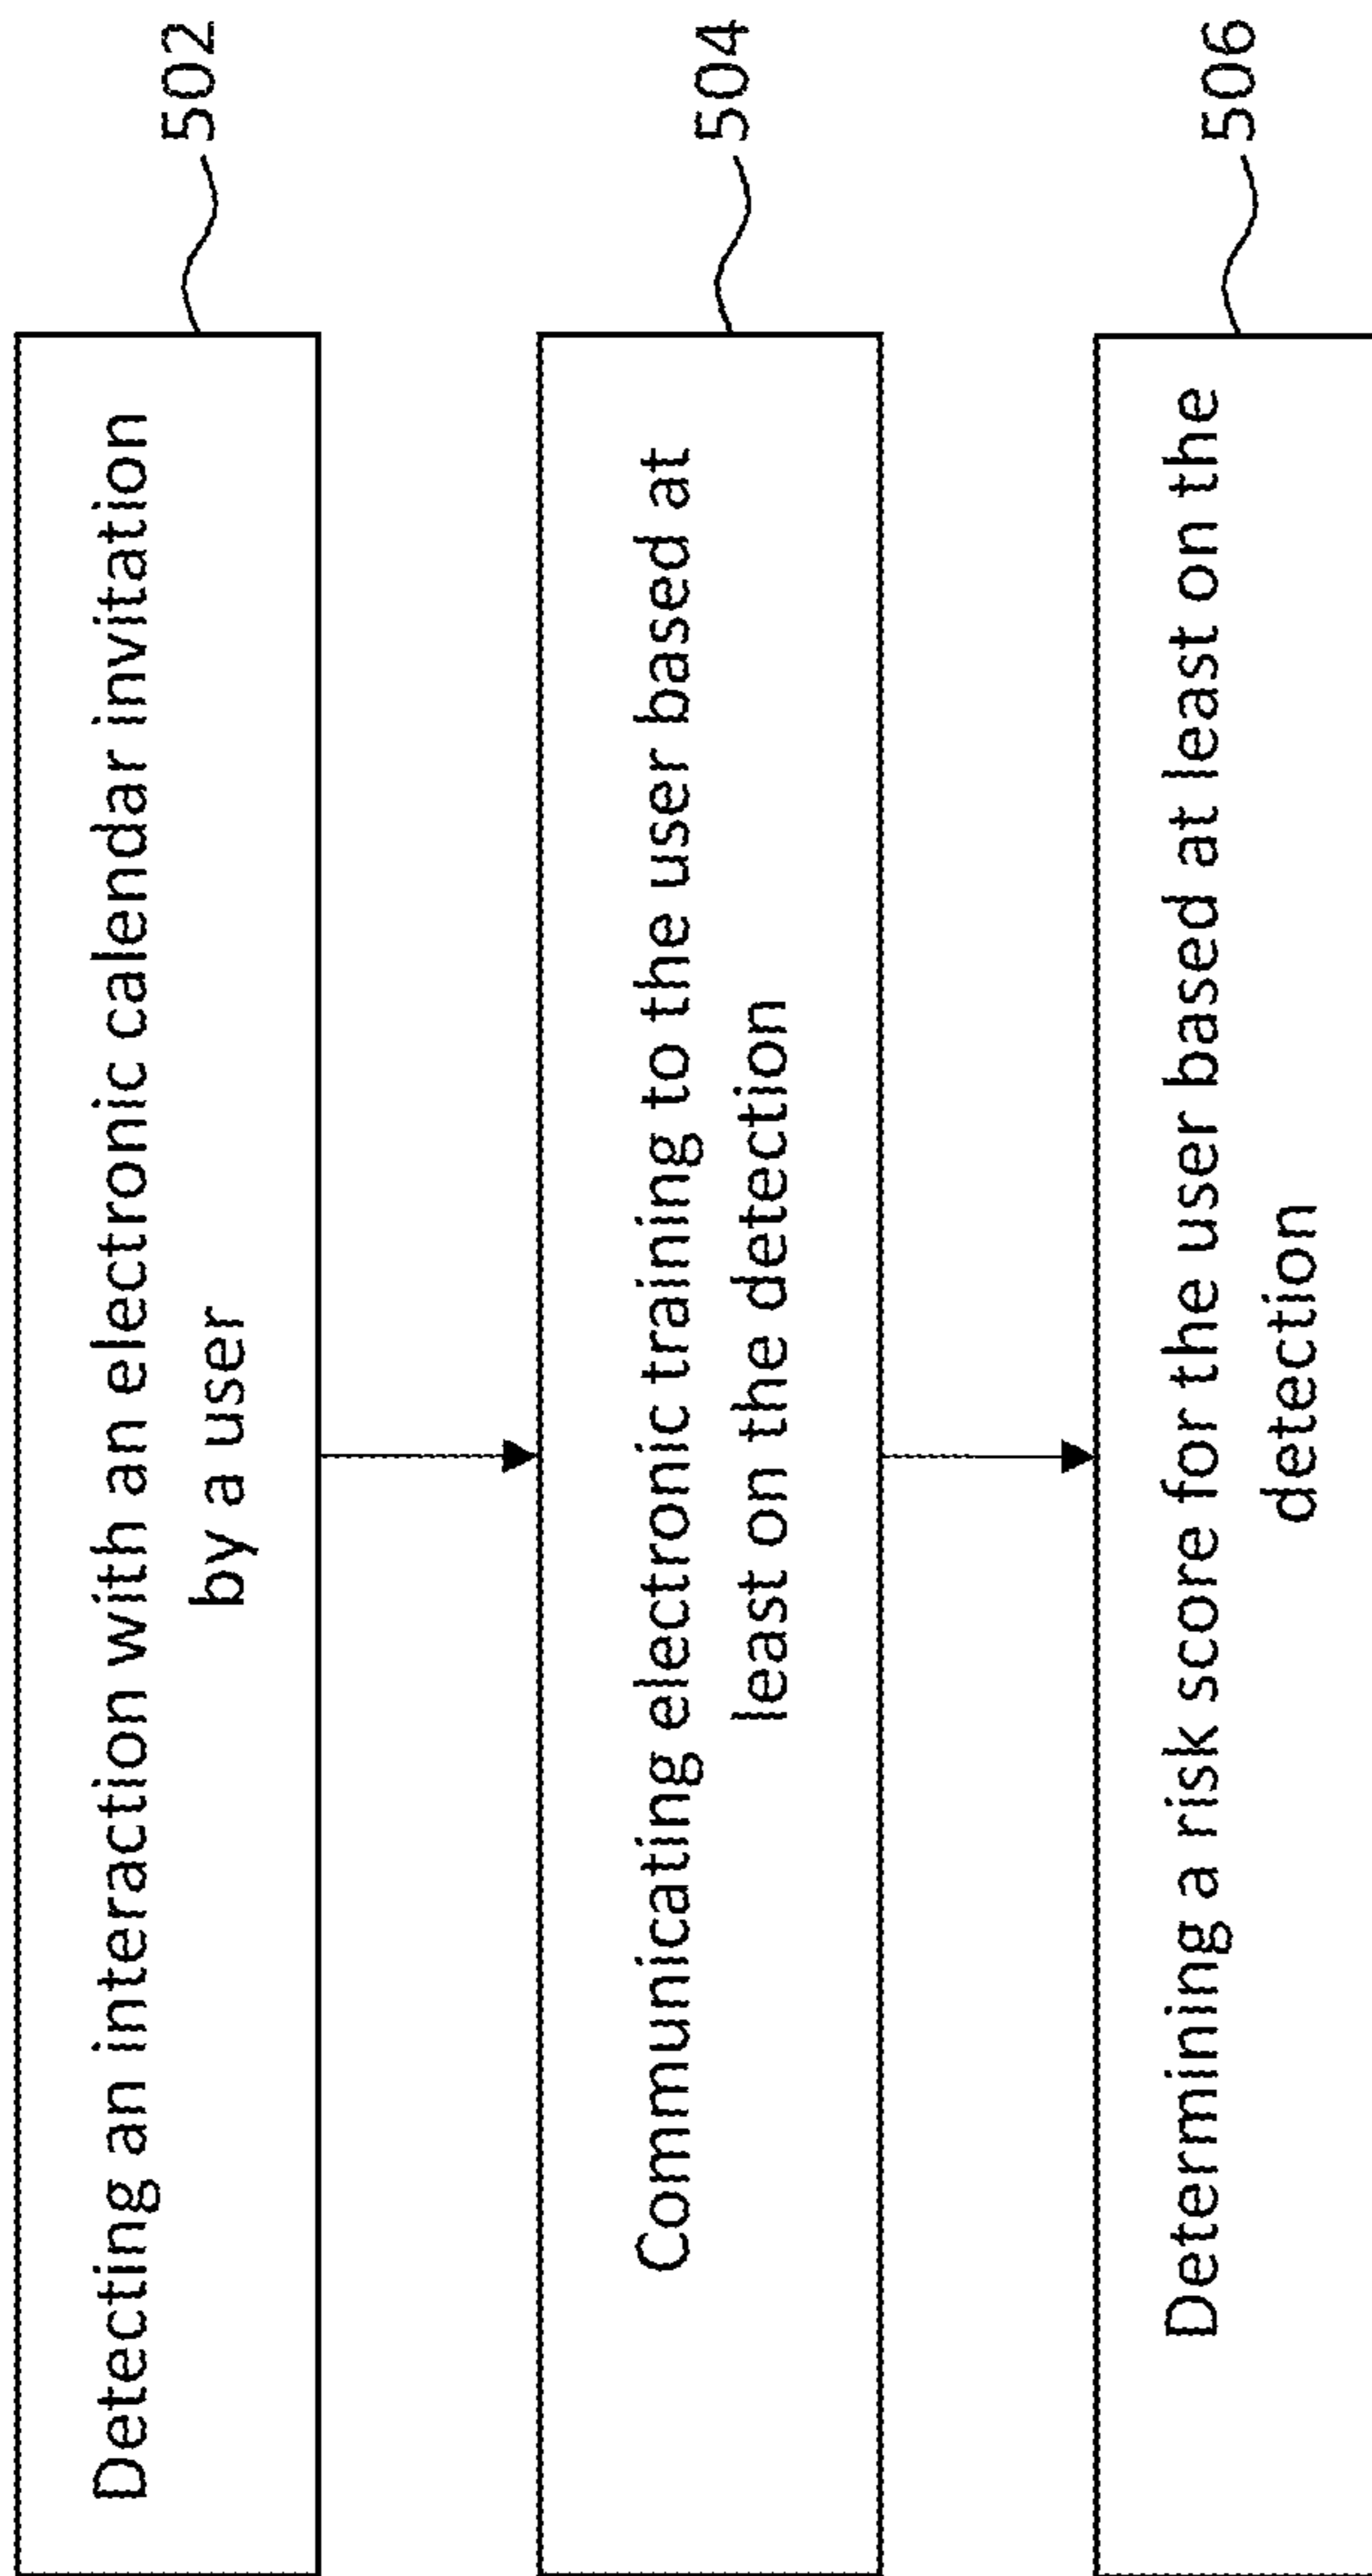 Detecting an interaction with an electronic calendar invitation
by a user
502
Communicating electronic training to the user based at
least on the detection
504
Determining a risk score for the user based at least on the
detection
506